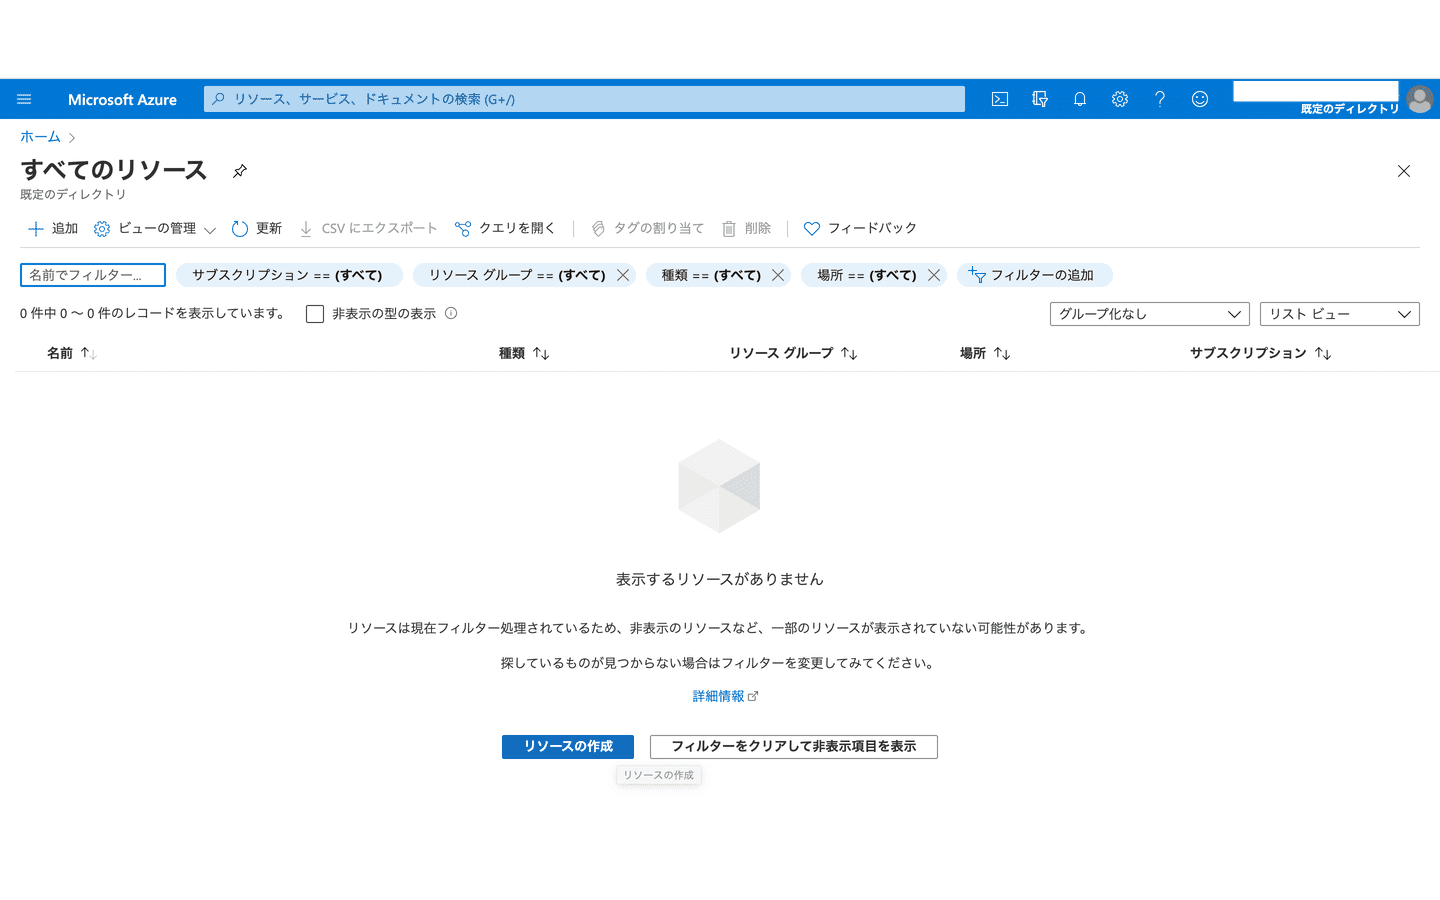 Microsoft Azure
リソース、サービス、ドキュメントの検索 (G+/)
既定のディレクトリ
ホーム
すべてのリソース
既定のディレクトリ
追加 ビューの管理 更新 CSV にエクスポート クエリを開く タグの割り当て 削除 フィードバック
名前でフィルター... サブスクリプション == (すべて) リソース グループ == (すべて) 種類 == (すべて) 場所 == (すべて) フィルターの追加
0 件中 0 ～ 0 件のレコードを表示しています。 非表示の型の表示 グループ化なし リスト ビュー
名前 種類 リソース グループ 場所 サブスクリプション
表示するリソースがありません
リソースは現在フィルター処理されているため、非表示のリソースなど、一部のリソースが表示されていない可能性があります。
探しているものが見つからない場合はフィルターを変更してみてください。
詳細情報
リソースの作成 フィルターをクリアして非表示項目を表示
リソースの作成